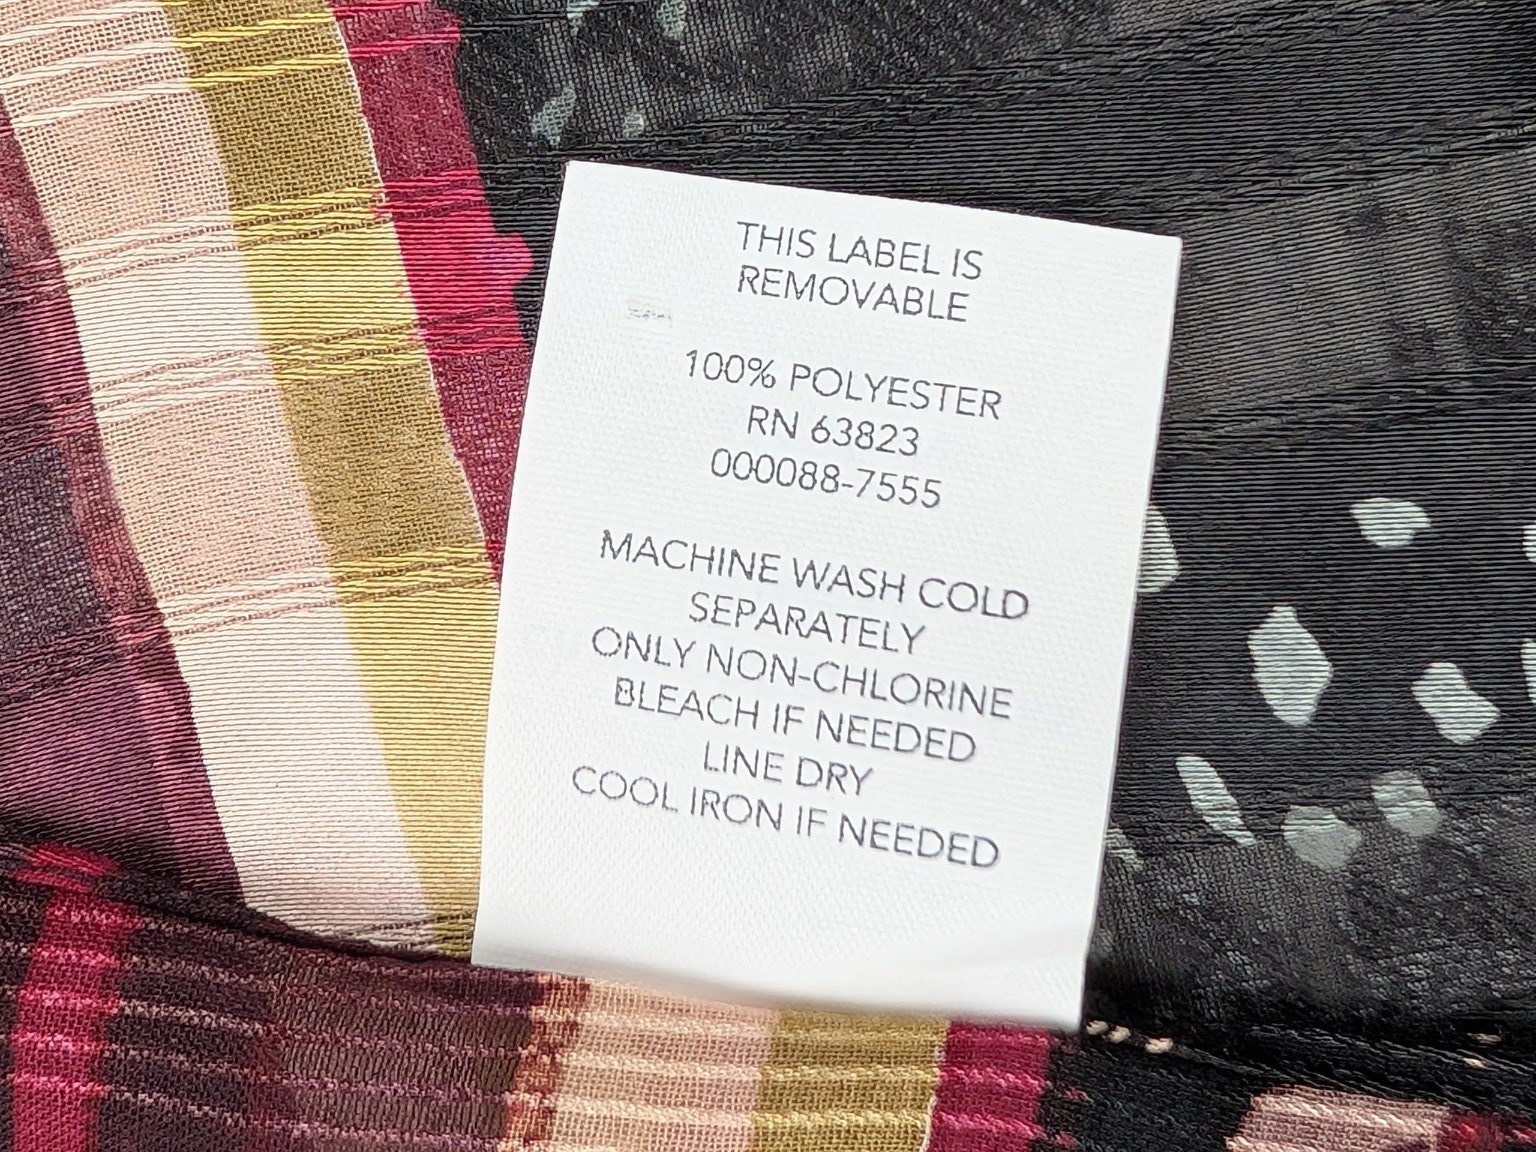 THIS LABEL IS
REMOVABLE
100% POLYESTER
RN 63823
000088-7555
MACHINE WASH COLD
SEPARATELY
ONLY NON-CHLORINE
BLEACH IF NEEDED
LINE DRY
COOL IRON IF NEEDED